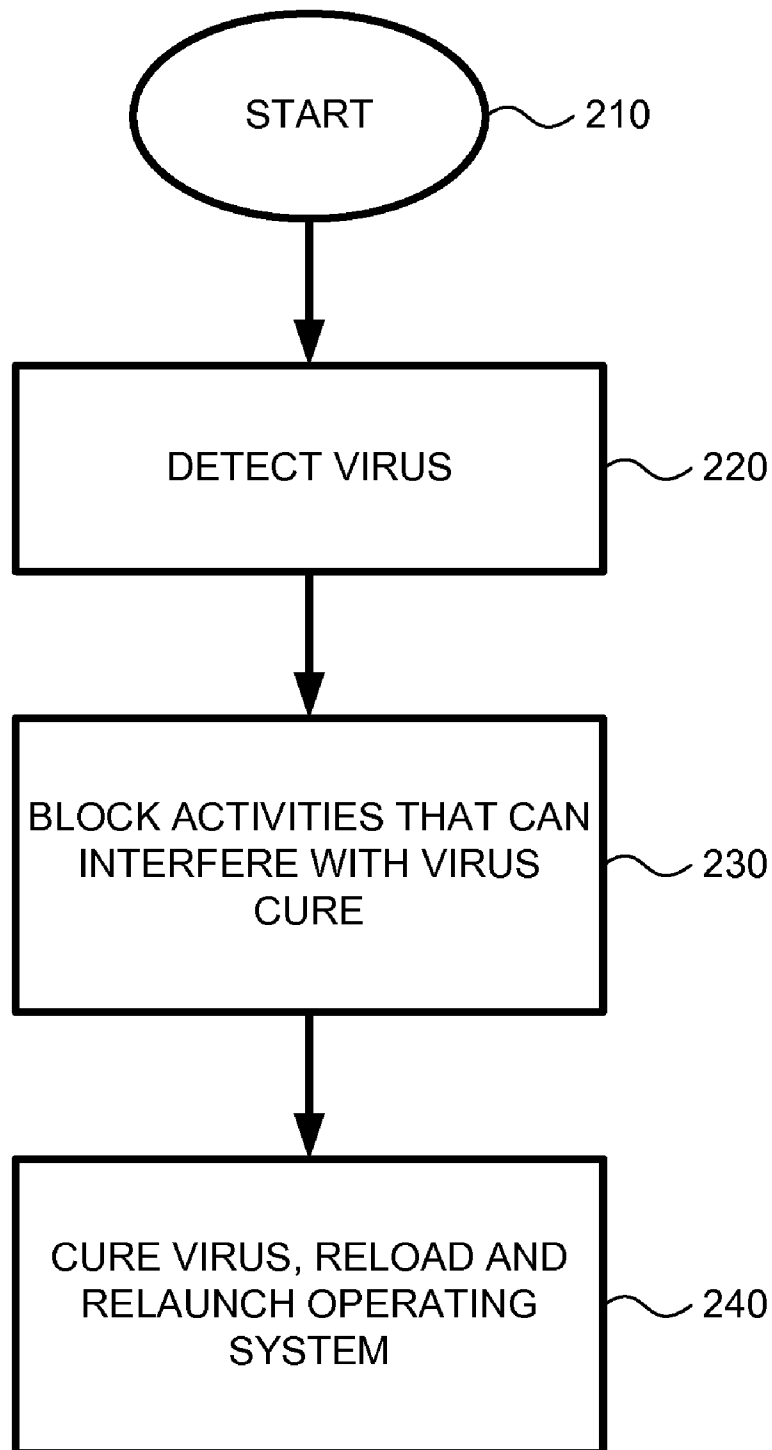 START
210
DETECT VIRUS
220
BLOCK ACTIVITIES THAT CAN
INTERFERE WITH VIRUS
CURE
230
CURE VIRUS, RELOAD AND
RELAUNCH OPERATING
SYSTEM
240